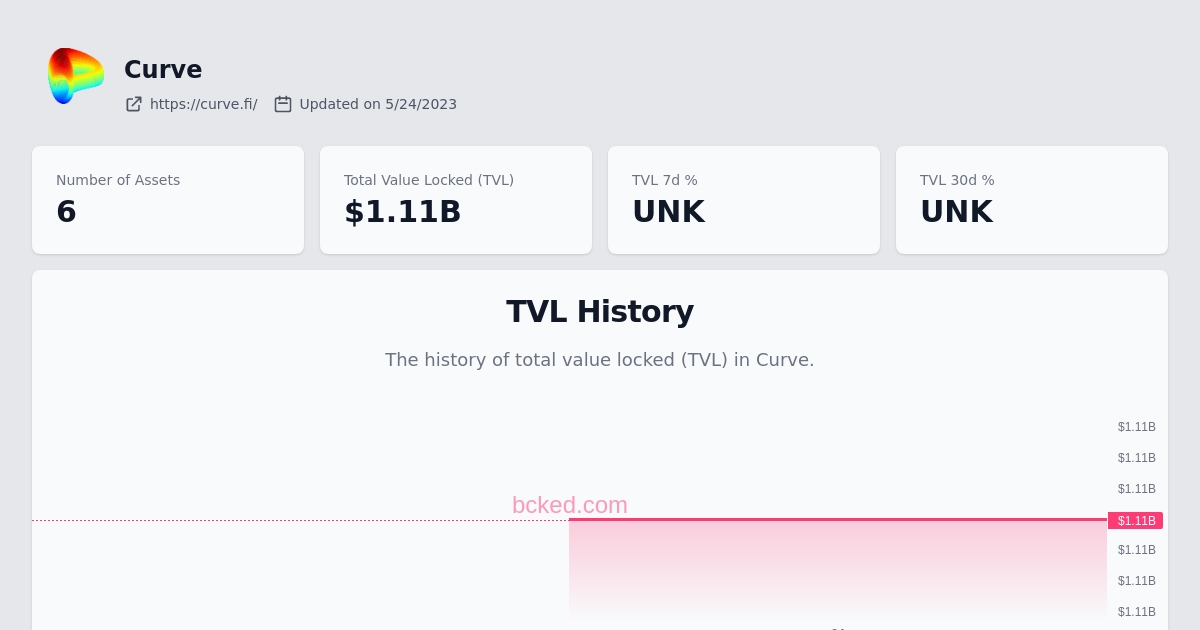 Curve
https://curve.fi/ Updated on 5/24/2023
Number of Assets
6
Total Value Locked (TVL)
$1.11B
TVL 7d %
UNK
TVL 30d %
UNK
TVL History
The history of total value locked (TVL) in Curve.
$1.11B
$1.11B
$1.11B
bcked.com
$1.11B
$1.11B
$1.11B
$1.11B